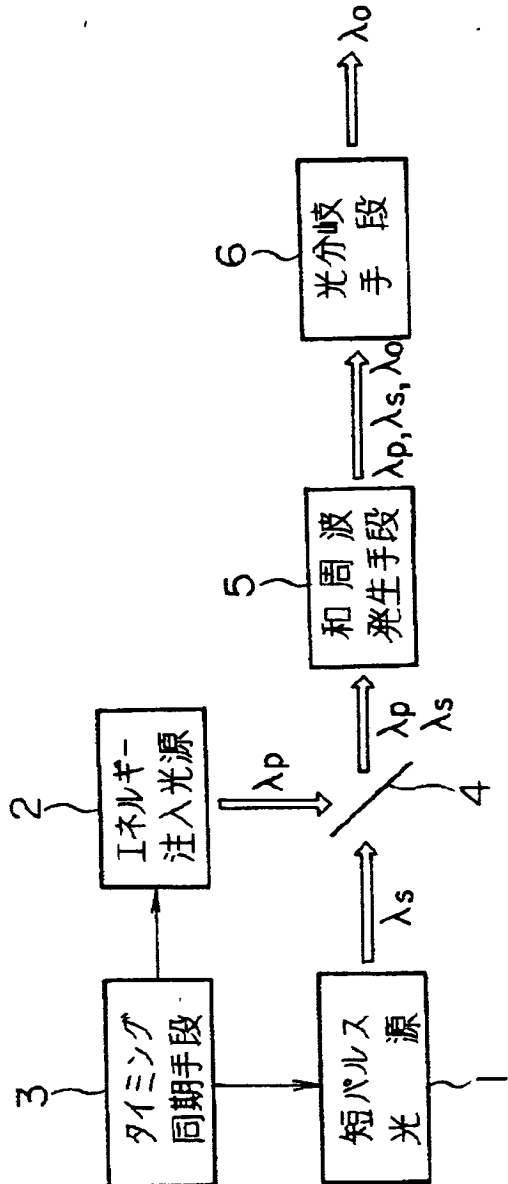 3
タイミング
同期手段
2
エネルギー
注入光源
λp
1
短パルス
光 源
λs
4
λp
λs
5
和周波
発生手段
λp, λs, λo
6
光分岐
手 段
λo